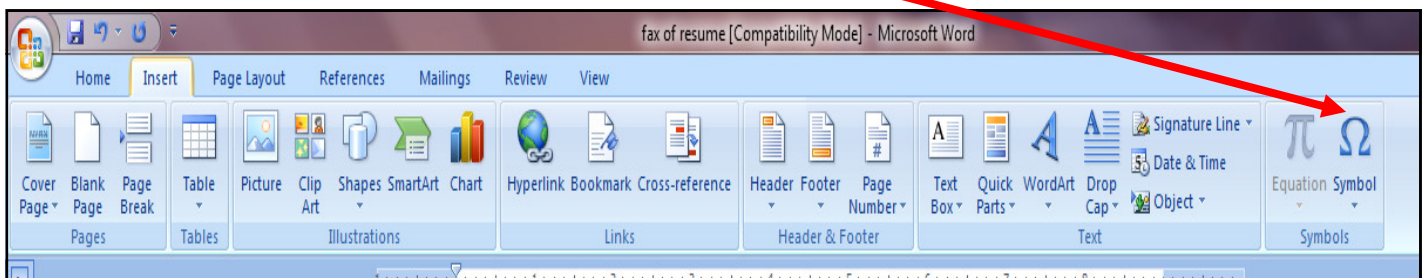 fax of resume [Compatibility Mode] - Microsoft Word
Home Insert Page Layout References Mailings Review View
Cover Page Blank Page Page Break Table Picture Clip Art Shapes SmartArt Chart Hyperlink Bookmark Cross-reference Header Footer Page Number Text Box Quick Parts WordArt Drop Cap Signature Line Date & Time Object Equation Symbol
Pages Tables Illustrations Links Header & Footer Text Symbols